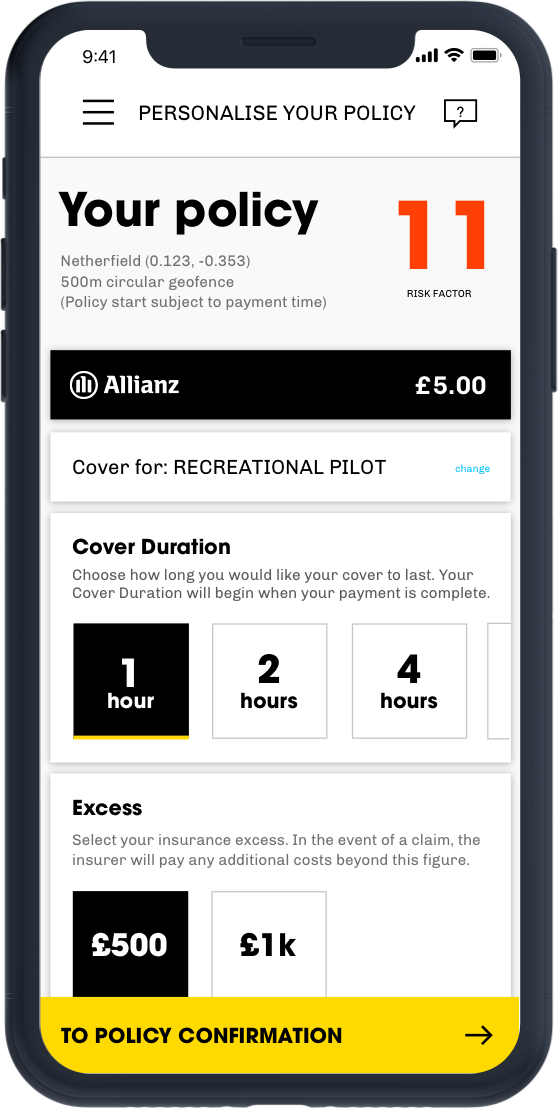 9:41
PERSONALISE YOUR POLICY
?
Your policy
11
Netherfield (0.123, -0.353)
500m circular geofence
(Policy start subject to payment time)
RISK FACTOR
Allianz
£5.00
Cover for: RECREATIONAL PILOT
change
Cover Duration
Choose how long you would like your cover to last. Your
Cover Duration will begin when your payment is complete.
1
hour
2
hours
4
hours
Excess
Select your insurance excess. In the event of a claim, the
insurer will pay any additional costs beyond this figure.
£500
£1k
TO POLICY CONFIRMATION